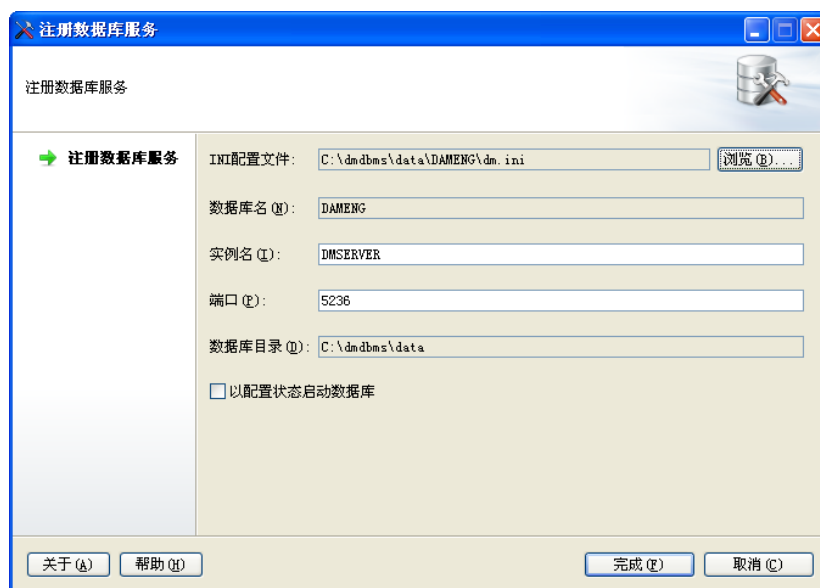 注册数据库服务
注册数据库服务
注册数据库服务
INI配置文件: C:\dmdbms\data\DAMENG\dm.ini 浏览(B)...
数据库名(N): DAMENG
实例名(I): DMSERVER
端口(P): 5236
数据库目录(D): C:\dmdbms\data
以配置状态启动数据库
关于(A) 帮助(H) 完成(F) 取消(C)